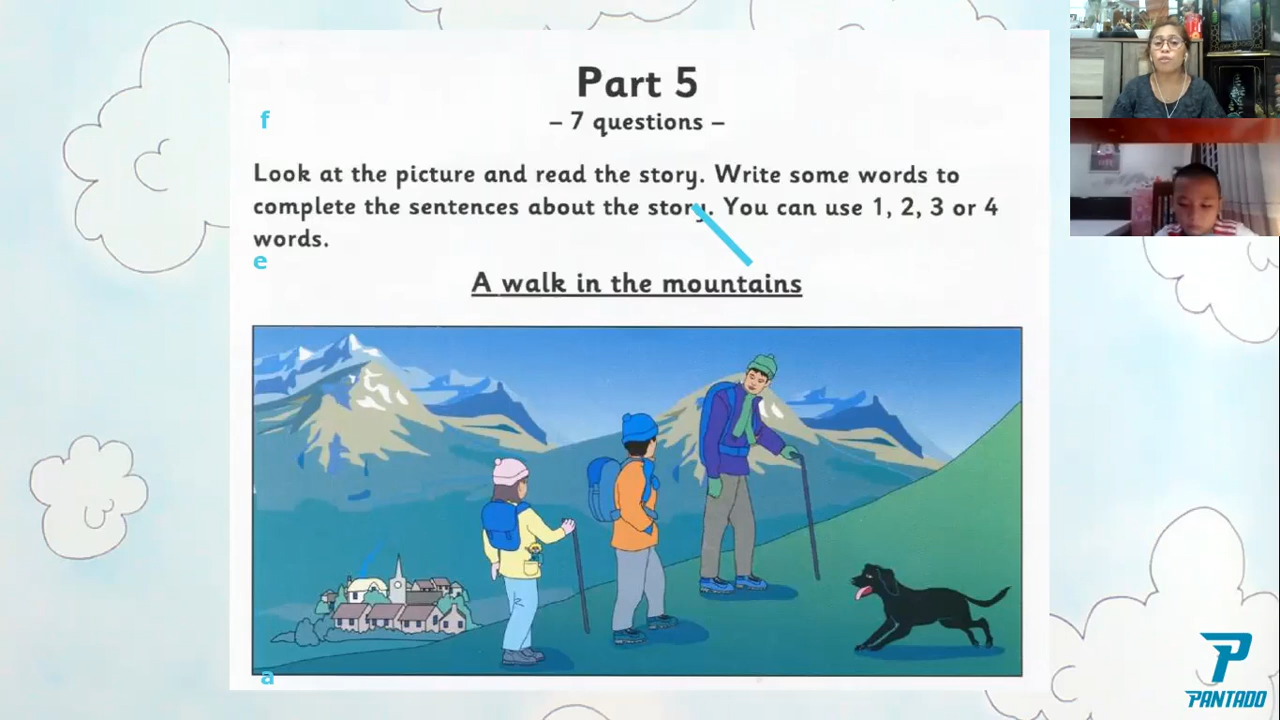 Part 5
– 7 questions –
f
Look at the picture and read the story. Write some words to
complete the sentences about the story. You can use 1, 2, 3 or 4
words.
e
A walk in the mountains
a
PANTADO